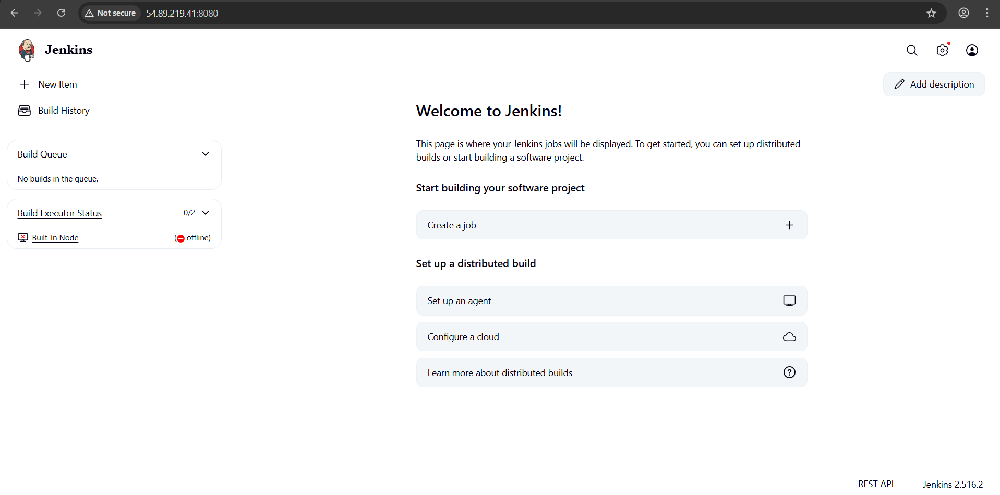 Not secure 54.89.219.41:8080
Jenkins
New Item
Add description
Build History
Welcome to Jenkins!
This page is where your Jenkins jobs will be displayed. To get started, you can set up distributed
builds or start building a software project.
Build Queue
No builds in the queue.
Start building your software project
Build Executor Status 0/2
Create a job
Built-In Node (offline)
Set up a distributed build
Set up an agent
Configure a cloud
Learn more about distributed builds
REST API Jenkins 2.516.2